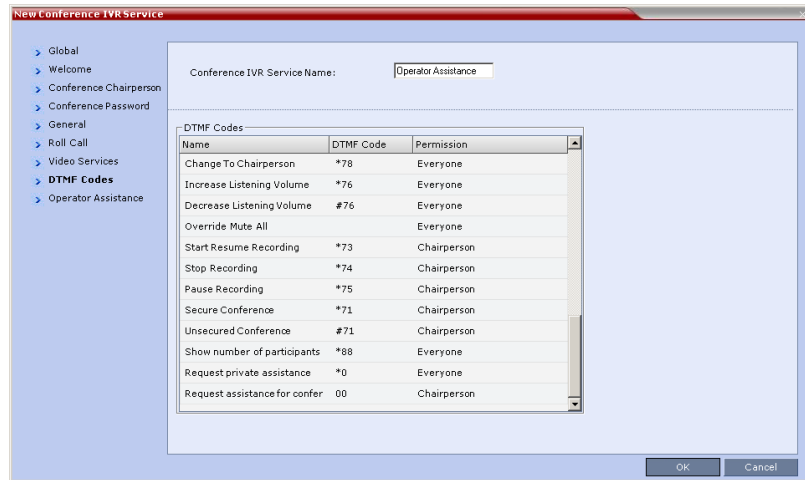 New Conference IVR Service
Global
Welcome
Conference Chairperson
Conference Password
General
Roll Call
Video Services
DTMF Codes
Operator Assistance
Conference IVR Service Name: Operator Assistance
DTMF Codes
Name DTMF Code Permission
Change To Chairperson *78 Everyone
Increase Listening Volume *76 Everyone
Decrease Listening Volume #76 Everyone
Override Mute All Everyone
Start Resume Recording *73 Chairperson
Stop Recording *74 Chairperson
Pause Recording *75 Chairperson
Secure Conference *71 Chairperson
Unsecured Conference #71 Chairperson
Show number of participants *88 Everyone
Request private assistance *0 Everyone
Request assistance for confer 00 Chairperson
OK Cancel